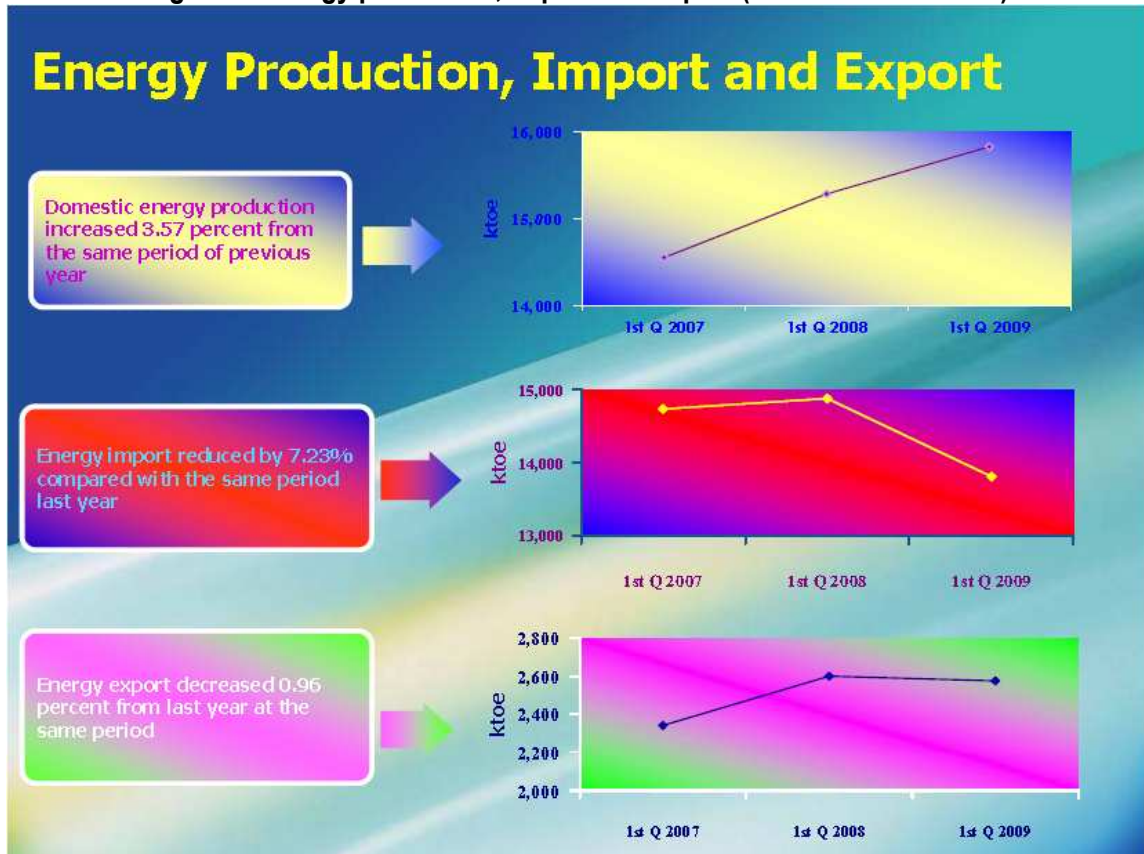 Energy Production, Import and Export
Domestic energy production
increased 3.57 percent from
the same period of previous
year
ktoe
16,000
15,000
14,000
1st Q 2007 1st Q 2008 1st Q 2009
Energy import reduced by 7.23%
compared with the same period
last year
ktoe
15,000
14,000
13,000
1st Q 2007 1st Q 2008 1st Q 2009
Energy export decreased 0.96
percent from last year at the
same period
ktoe
2,800
2,600
2,400
2,200
2,000
1st Q 2007 1st Q 2008 1st Q 2009